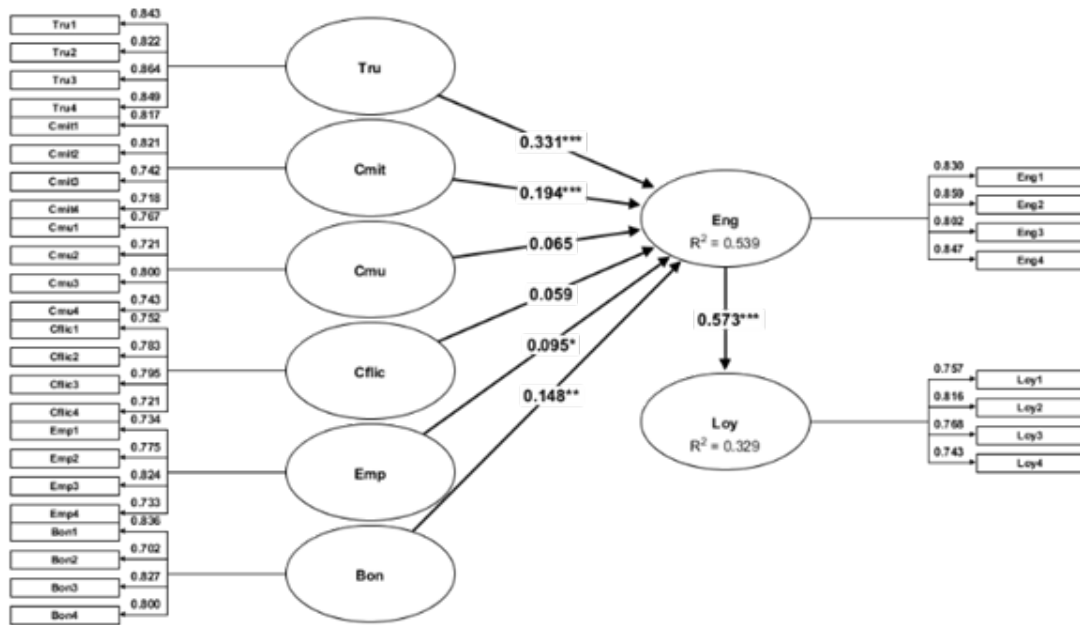 0.843
Tru1
0.822
Tru2
0.864
Tru3
0.849
Tru4
0.817
Cmit1
0.821
Cmit2
0.742
Cmit3
0.718
Cmit4
0.767
Cmu1
0.721
Cmu2
0.800
Cmu3
0.743
Cmu4
0.752
Cflic1
0.783
Cflic2
0.795
Cflic3
0.721
Cflic4
0.734
Emp1
0.775
Emp2
0.824
Emp3
0.733
Emp4
0.836
Bon1
0.702
Bon2
0.827
Bon3
0.800
Bon4
Tru
Cmit
Cmu
Cflic
Emp
Bon
0.331***
0.194***
0.065
0.059
0.095*
0.148**
Eng
R² = 0.539
0.573***
Loy
R² = 0.329
0.830
Eng1
0.859
Eng2
0.802
Eng3
0.847
Eng4
0.757
Loy1
0.816
Loy2
0.768
Loy3
0.743
Loy4